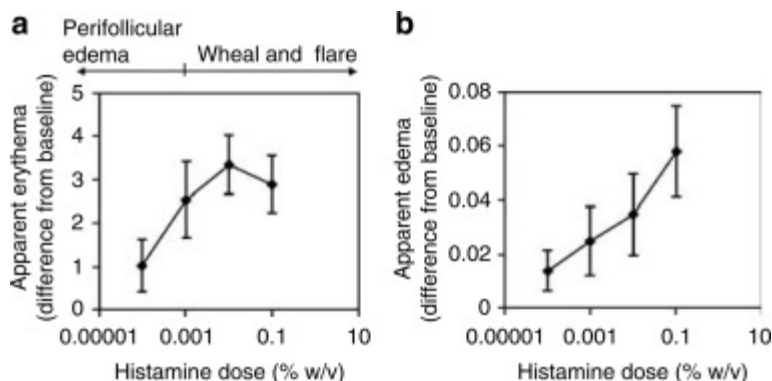 a
Perifollicular
edema
Wheal and flare
Apparent erythema
(difference from baseline)
5
4
3
2
1
0
0.00001 0.001 0.1 10
Histamine dose (% w/v)
b
Apparent edema
(difference from baseline)
0.08
0.06
0.04
0.02
0
0.00001 0.001 0.1 10
Histamine dose (% w/v)